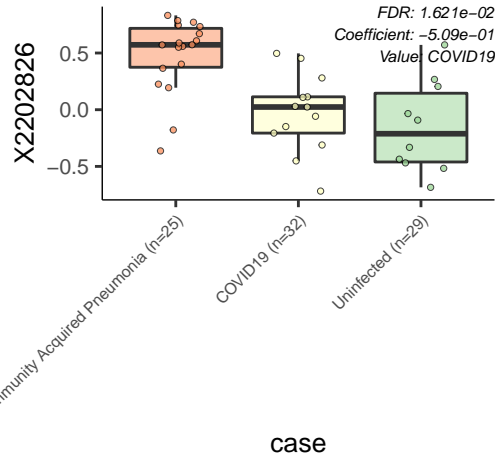 FDR: 1.621e−02
Coefficient: −5.09e−01
Value: COVID19
X2202826
0.5
0.0
−0.5
mmunity Acquired Pneumonia (n=25)
COVID19 (n=32)
Uninfected (n=29)
case